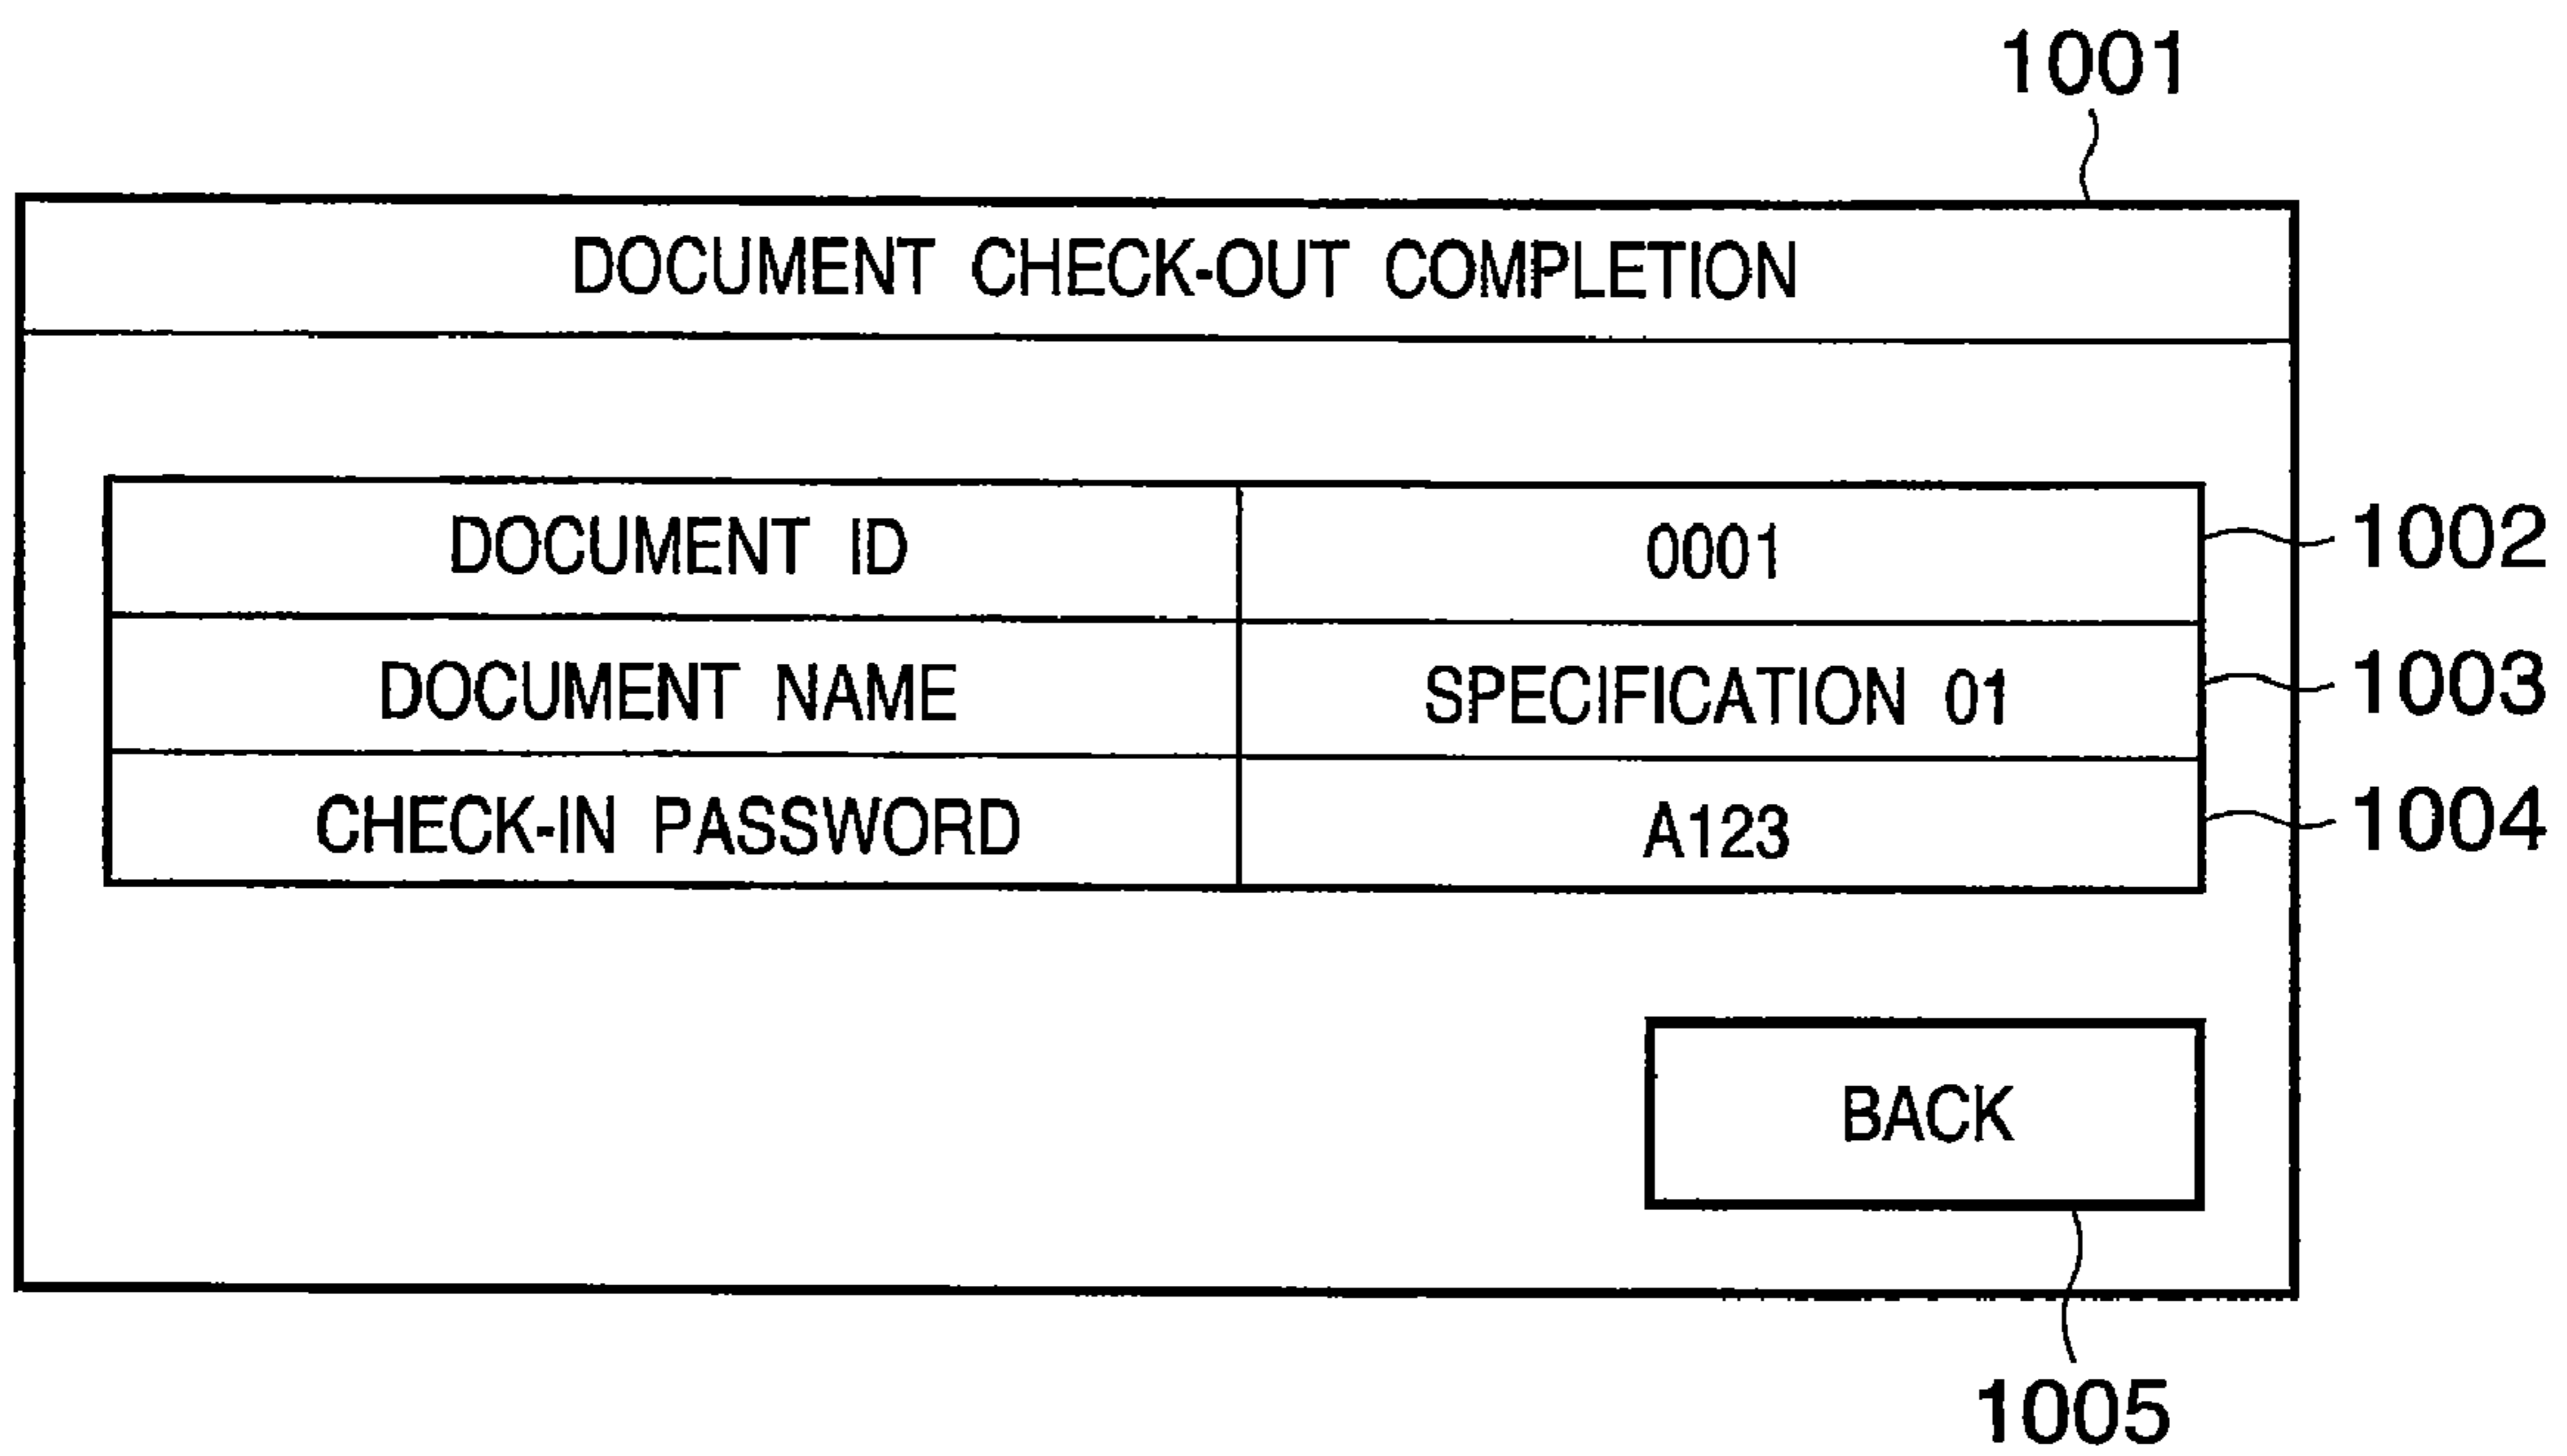 1001
DOCUMENT CHECK-OUT COMPLETION
DOCUMENT ID 0001 1002
DOCUMENT NAME SPECIFICATION 01 1003
CHECK-IN PASSWORD A123 1004
BACK
1005